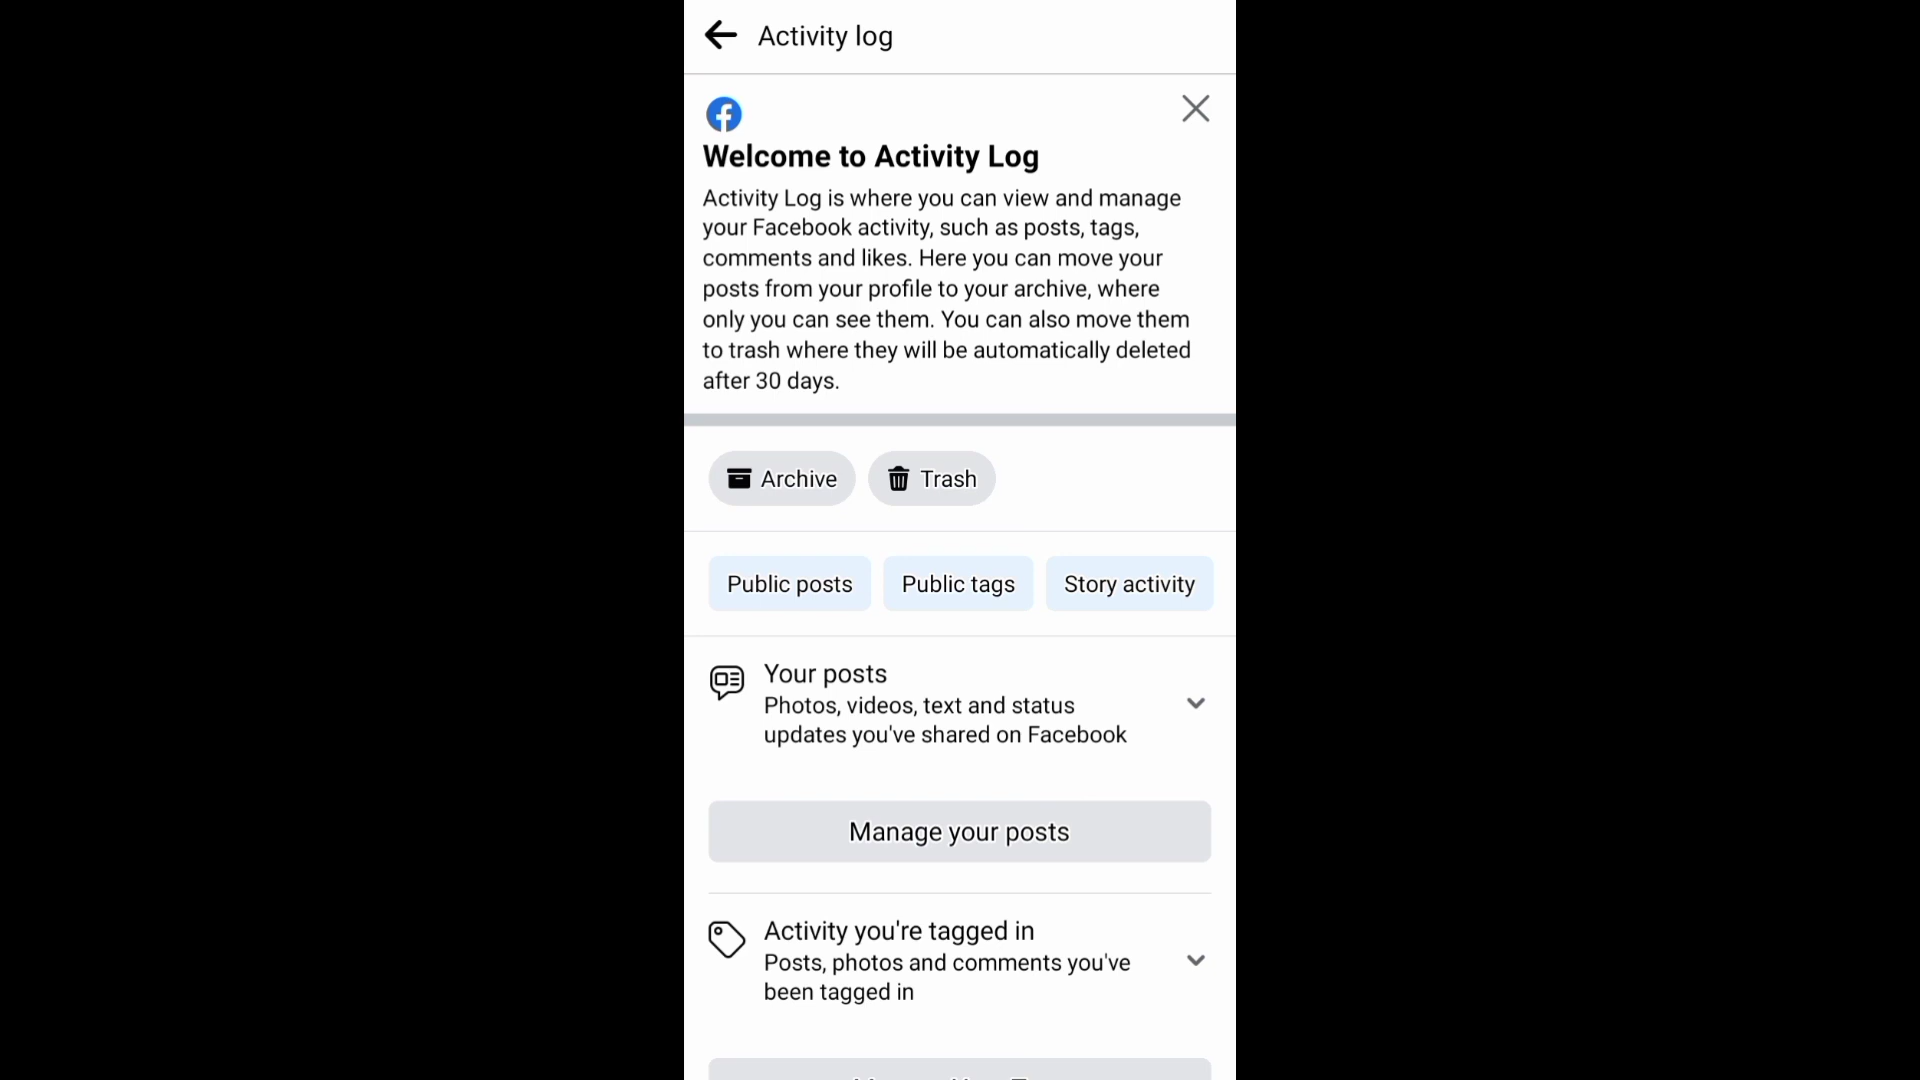 Activity log
Welcome to Activity Log
Activity Log is where you can view and manage
your Facebook activity, such as posts, tags,
comments and likes. Here you can move your
posts from your profile to your archive, where
only you can see them. You can also move them
to trash where they will be automatically deleted
after 30 days.
Archive Trash
Public posts Public tags Story activity
Your posts
Photos, videos, text and status
updates you've shared on Facebook
Manage your posts
Activity you're tagged in
Posts, photos and comments you've
been tagged in